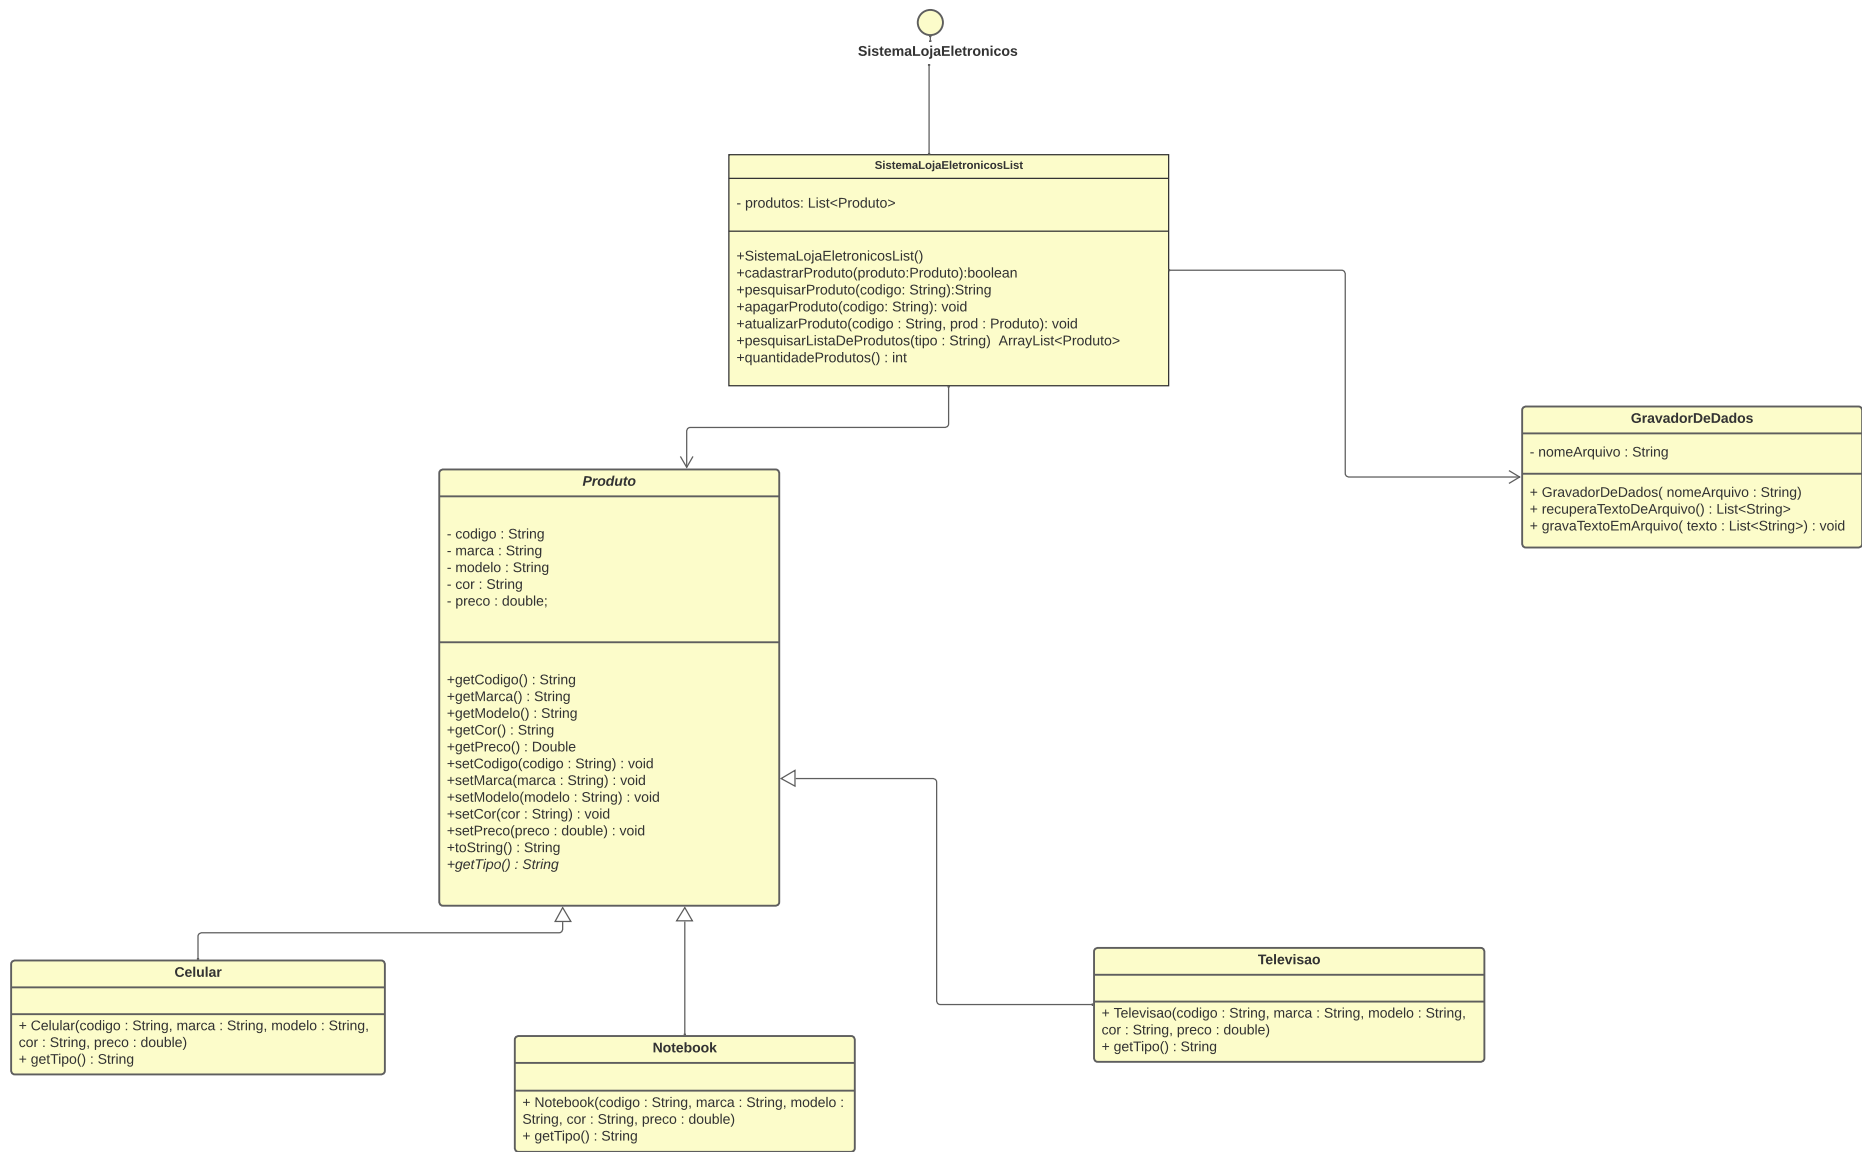 SistemaLojaEletronicos
SistemaLojaEletronicosList
- produtos: List<Produto>
+SistemaLojaEletronicosList()
+cadastrarProduto(produto:Produto):boolean
+pesquisarProduto(codigo: String):String
+apagarProduto(codigo: String): void
+atualizarProduto(codigo : String, prod : Produto): void
+pesquisarListaDeProdutos(tipo : String)  ArrayList<Produto>
+quantidadeProdutos() : int
GravadorDeDados
- nomeArquivo : String
+ GravadorDeDados( nomeArquivo : String)
+ recuperaTextoDeArquivo() : List<String>
+ gravaTextoEmArquivo( texto : List<String>) : void
Produto
- codigo : String
- marca : String
- modelo : String
- cor : String
- preco : double;
+getCodigo() : String
+getMarca() : String
+getModelo() : String
+getCor() : String
+getPreco() : Double
+setCodigo(codigo : String) : void
+setMarca(marca : String) : void
+setModelo(modelo : String) : void
+setCor(cor : String) : void
+setPreco(preco : double) : void
+toString() : String
+getTipo() : String
Celular
+ Celular(codigo : String, marca : String, modelo : String,
cor : String, preco : double)
+ getTipo() : String
Notebook
+ Notebook(codigo : String, marca : String, modelo :
String, cor : String, preco : double)
+ getTipo() : String
Televisao
+ Televisao(codigo : String, marca : String, modelo : String,
cor : String, preco : double)
+ getTipo() : String